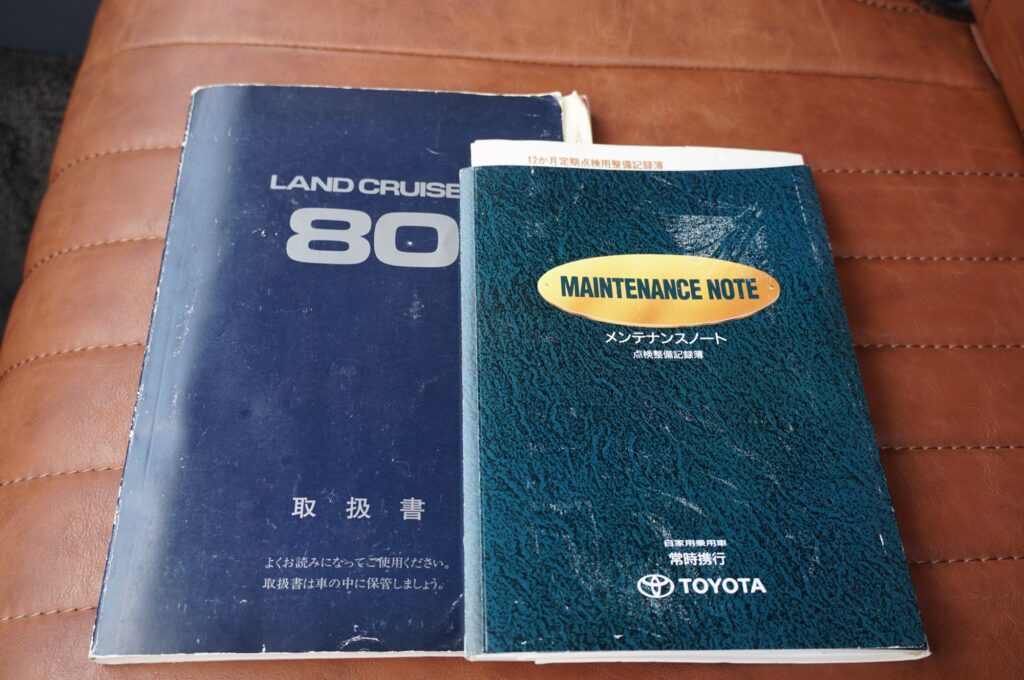 LAND CRUISE
80
取扱書
よくお読みになってご使用ください。
取扱書は車の中に保管しましょう。
12か月定期点検用整備記録簿
MAINTENANCE NOTE
メンテナンスノート
点検整備記録簿
自家用乗用車
常時携行
TOYOTA